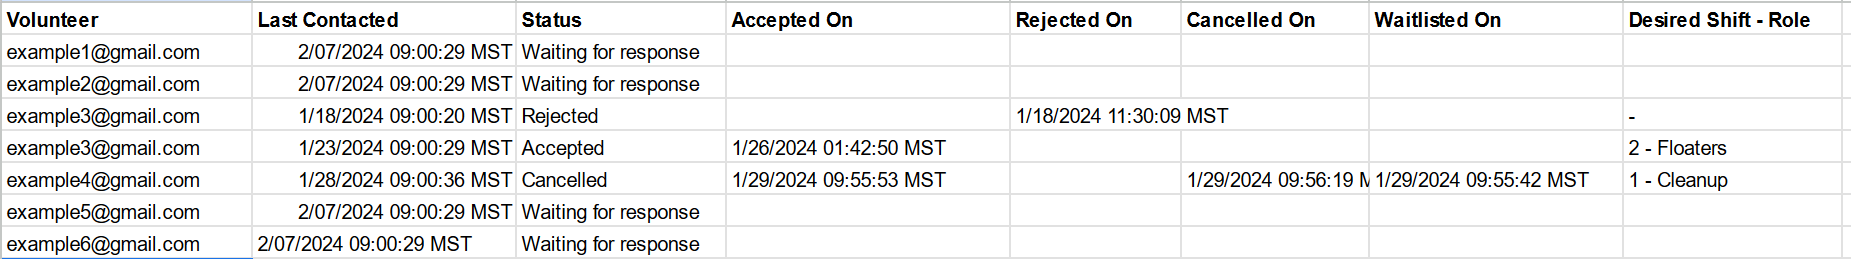 Volunteer Last Contacted Status Accepted On Rejected On Cancelled On Waitlisted On Desired Shift - Role
example1@gmail.com 2/07/2024 09:00:29 MST Waiting for response
example2@gmail.com 2/07/2024 09:00:29 MST Waiting for response
example3@gmail.com 1/18/2024 09:00:20 MST Rejected 1/18/2024 11:30:09 MST -
example3@gmail.com 1/23/2024 09:00:29 MST Accepted 1/26/2024 01:42:50 MST 2 - Floaters
example4@gmail.com 1/28/2024 09:00:36 MST Cancelled 1/29/2024 09:55:53 MST 1/29/2024 09:56:19 M 1/29/2024 09:55:42 MST 1 - Cleanup
example5@gmail.com 2/07/2024 09:00:29 MST Waiting for response
example6@gmail.com 2/07/2024 09:00:29 MST Waiting for response